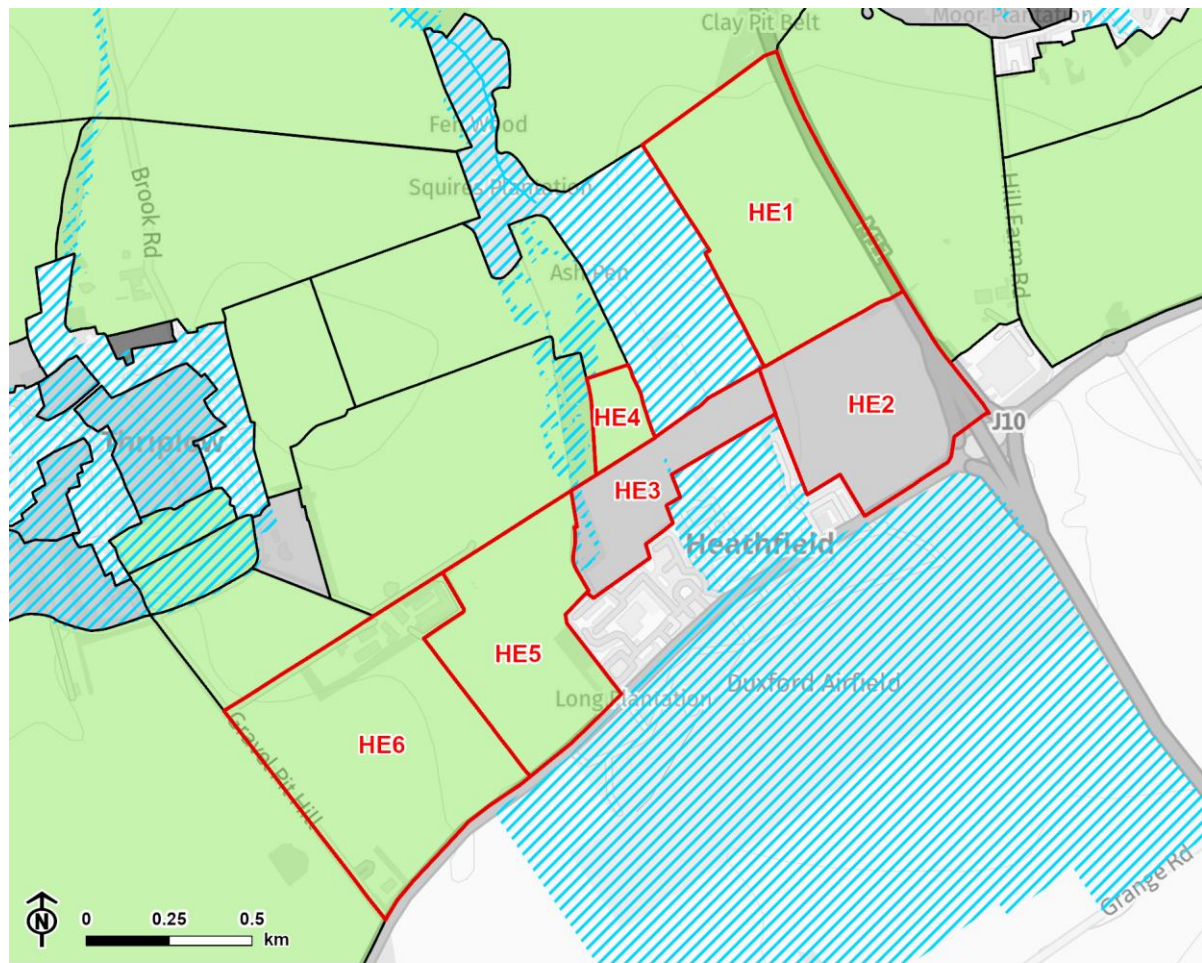 Clay Pit Belt
Moor Plantation
Fen Wood
Squires Plantation
Brook Rd
Hill Farm Rd
HE1
Ash Pen
HE2
J10
HE4
Thriplow
HE3
Heathfield
HE5
Long Plantation
Duxford Airfield
HE6
Gravel Pit Hill
Grange Rd
N
0 0.25 0.5
km